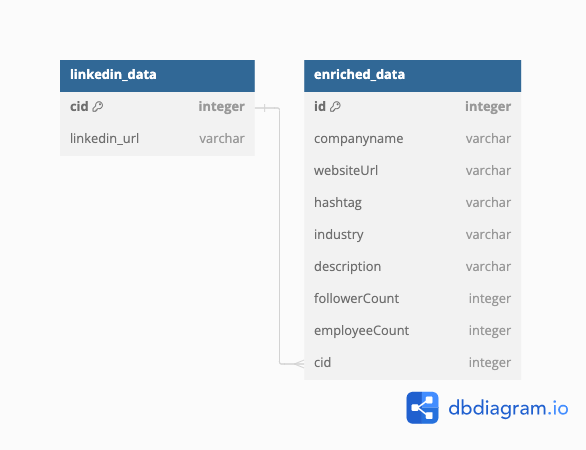 linkedin_data
cid integer
linkedin_url varchar
enriched_data
id integer
companyname varchar
websiteUrl varchar
hashtag varchar
industry varchar
description varchar
followerCount integer
employeeCount integer
cid integer
dbdiagram.io